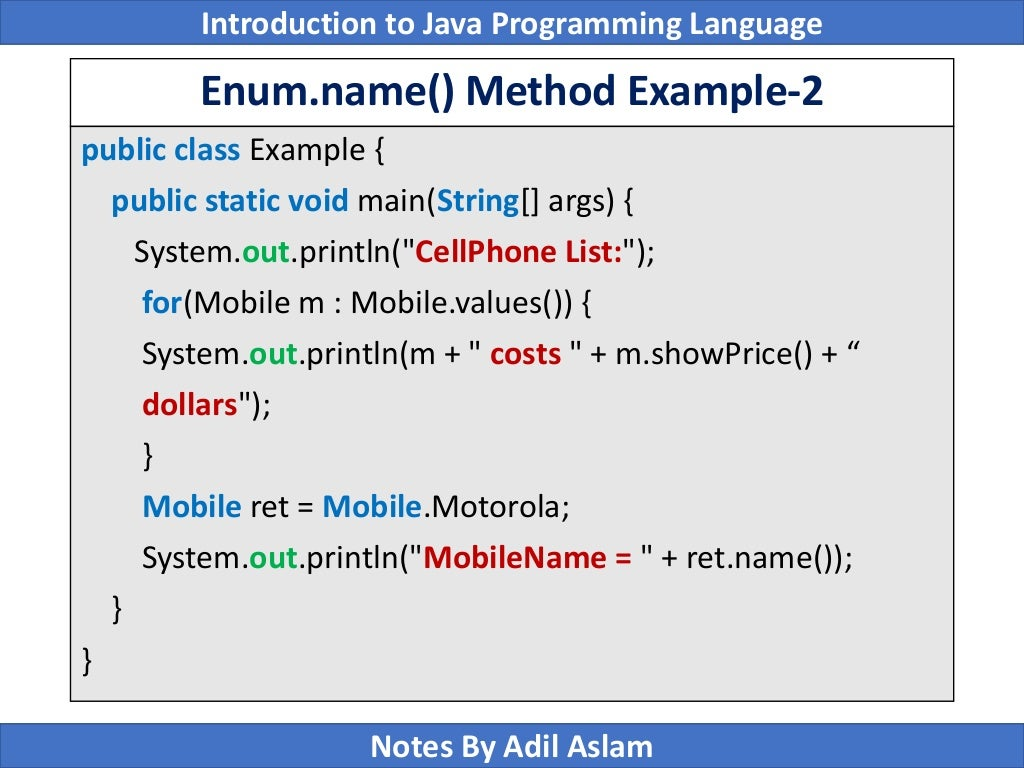 Introduction to Java Programming Language
Enum.name() Method Example-2
public class Example {
public static void main(String[] args) {
System.out.println("CellPhone List:");
for(Mobile m : Mobile.values()) {
System.out.println(m + " costs " + m.showPrice() + “
dollars");
}
Mobile ret = Mobile.Motorola;
System.out.println("MobileName = " + ret.name());
}
}
Notes By Adil Aslam